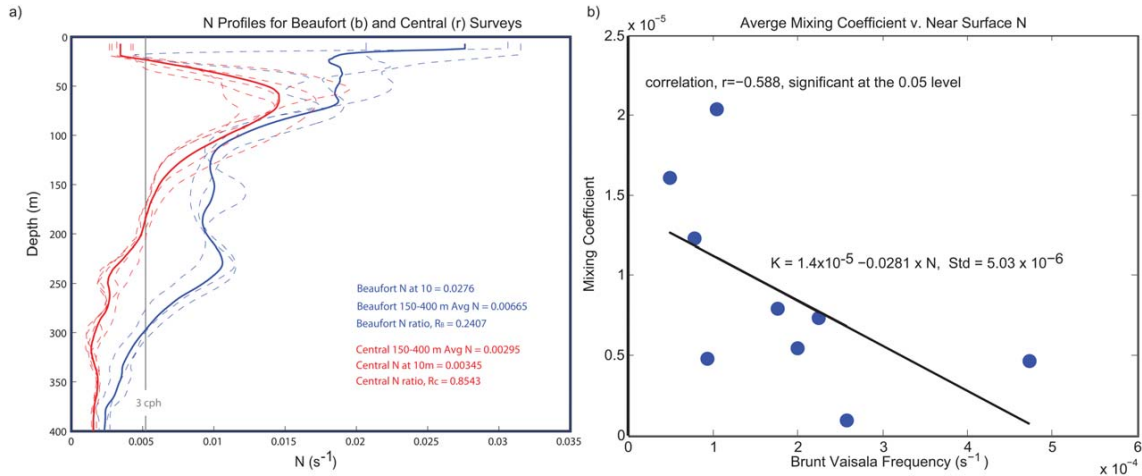 a)
N Profiles for Beaufort (b) and Central (r) Surveys
0
50
100
150
200
250
300
350
400
Depth (m)
Beaufort N at 10 = 0.0276
Beaufort 150-400 m Avg N = 0.00665
Beaufort N ratio, RB = 0.2407
Central 150-400 m Avg N = 0.00295
Central N at 10m = 0.00345
Central N ratio, RC = 0.8543
3 cph
0 0.005 0.01 0.015 0.02 0.025 0.03 0.035
N (s⁻¹)
b)
Averge Mixing Coefficient v. Near Surface N
x 10⁻⁵
2.5
2
1.5
1
0.5
0
Mixing Coefficient
correlation, r=−0.588, significant at the 0.05 level
K = 1.4x10⁻⁵ −0.0281 x N, Std = 5.03 x 10⁻⁶
0 1 2 3 4 5 6
Brunt Vaisala Frequency (s⁻¹)
x 10⁻⁴